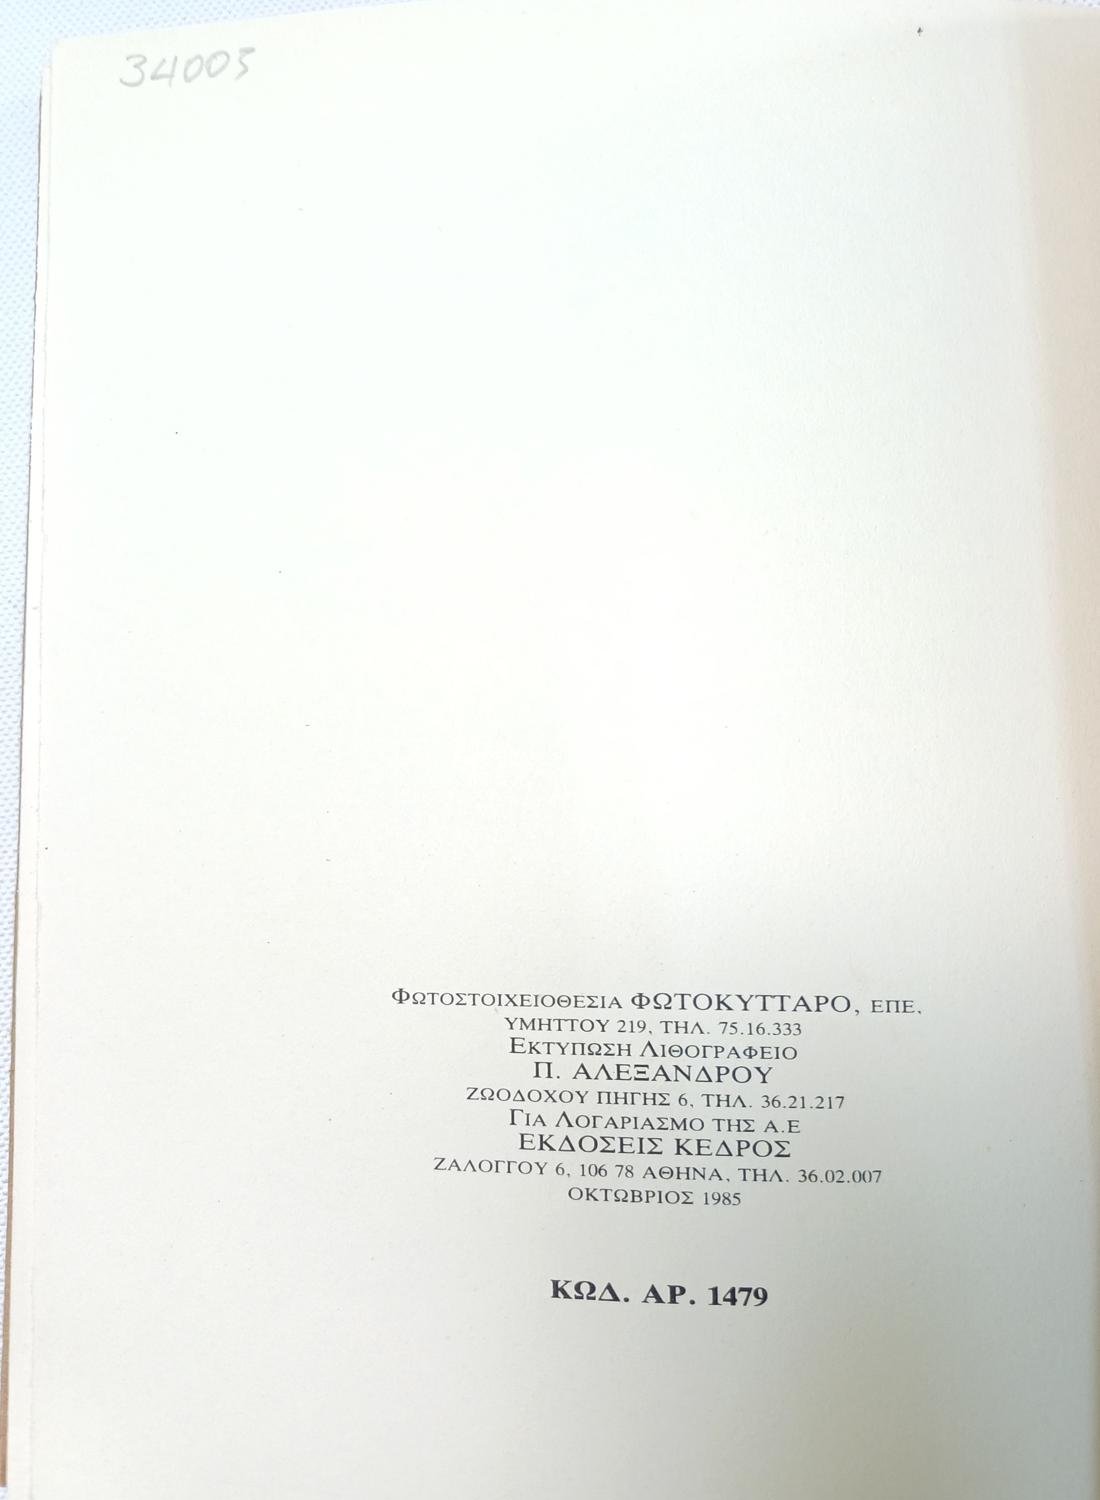 34005
ΦΩΤΟΣΤΟΙΧΕΙΟΘΕΣΙΑ ΦΩΤΟΚΥΤΤΑΡΟ, ΕΠΕ.
ΥΜΗΤΤΟΥ 219, ΤΗΛ. 75.16.333
ΕΚΤΥΠΩΣΗ ΛΙΘΟΓΡΑΦΕΙΟ
Π. ΑΛΕΞΑΝΔΡΟΥ
ΖΩΟΔΟΧΟΥ ΠΗΓΗΣ 6, ΤΗΛ. 36.21.217
ΓΙΑ ΛΟΓΑΡΙΑΣΜΟ ΤΗΣ Α.Ε
ΕΚΔΟΣΕΙΣ ΚΕΔΡΟΣ
ΖΑΛΟΓΓΟΥ 6, 106 78 ΑΘΗΝΑ, ΤΗΛ. 36.02.007
ΟΚΤΩΒΡΙΟΣ 1985
ΚΩΔ. ΑΡ. 1479